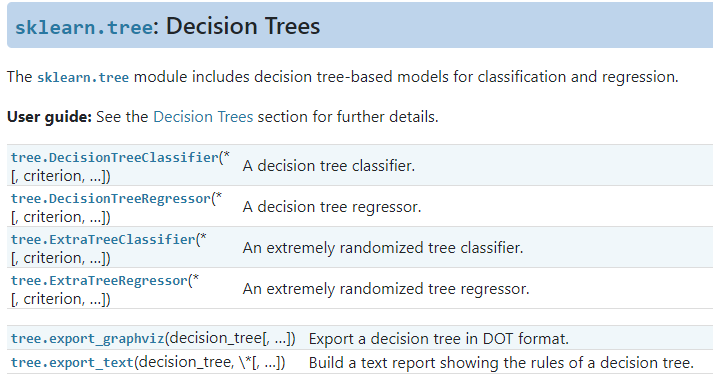 sklearn.tree: Decision Trees
The sklearn.tree module includes decision tree-based models for classification and regression.
User guide: See the Decision Trees section for further details.
tree.DecisionTreeClassifier(*
[, criterion, ...])
A decision tree classifier.
tree.DecisionTreeRegressor(*
[, criterion, ...])
A decision tree regressor.
tree.ExtraTreeClassifier(*
[, criterion, ...])
An extremely randomized tree classifier.
tree.ExtraTreeRegressor(*
[, criterion, ...])
An extremely randomized tree regressor.
tree.export_graphviz(decision_tree[, ...]) Export a decision tree in DOT format.
tree.export_text(decision_tree, \*[, ...]) Build a text report showing the rules of a decision tree.